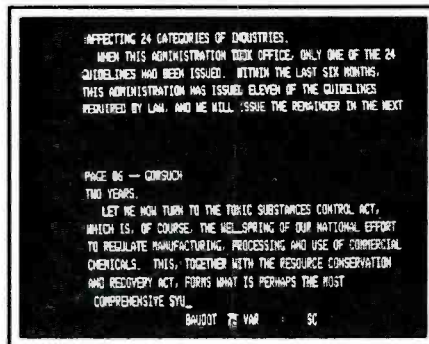 AFFECTING 24 CATEGORIES OF INDUSTRIES.
WHEN THIS ADMINISTRATION TOOK OFFICE, ONLY ONE OF THE 24
GUIDELINES HAD BEEN ISSUED. WITHIN THE LAST SIX MONTHS,
THIS ADMINISTRATION HAS ISSUED ELEVEN OF THE GUIDELINES
REQUIRED BY LAW, AND WE WILL ISSUE THE REMAINDER IN THE NEXT
PAGE 06 -- GORSUCH
TWO YEARS.
LET ME NOW TURN TO THE TOXIC SUBSTANCES CONTROL ACT,
WHICH IS, OF COURSE, THE WELLSPRING OF OUR NATIONAL EFFORT
TO REGULATE MANUFACTURING, PROCESSING AND USE OF COMMERCIAL
CHEMICALS. THIS, TOGETHER WITH THE RESOURCE CONSERVATION
AND RECOVERY ACT, FORMS WHAT IS PERHAPS THE MOST
COMPREHENSIVE SYU_
BAUDOT VAR : SC